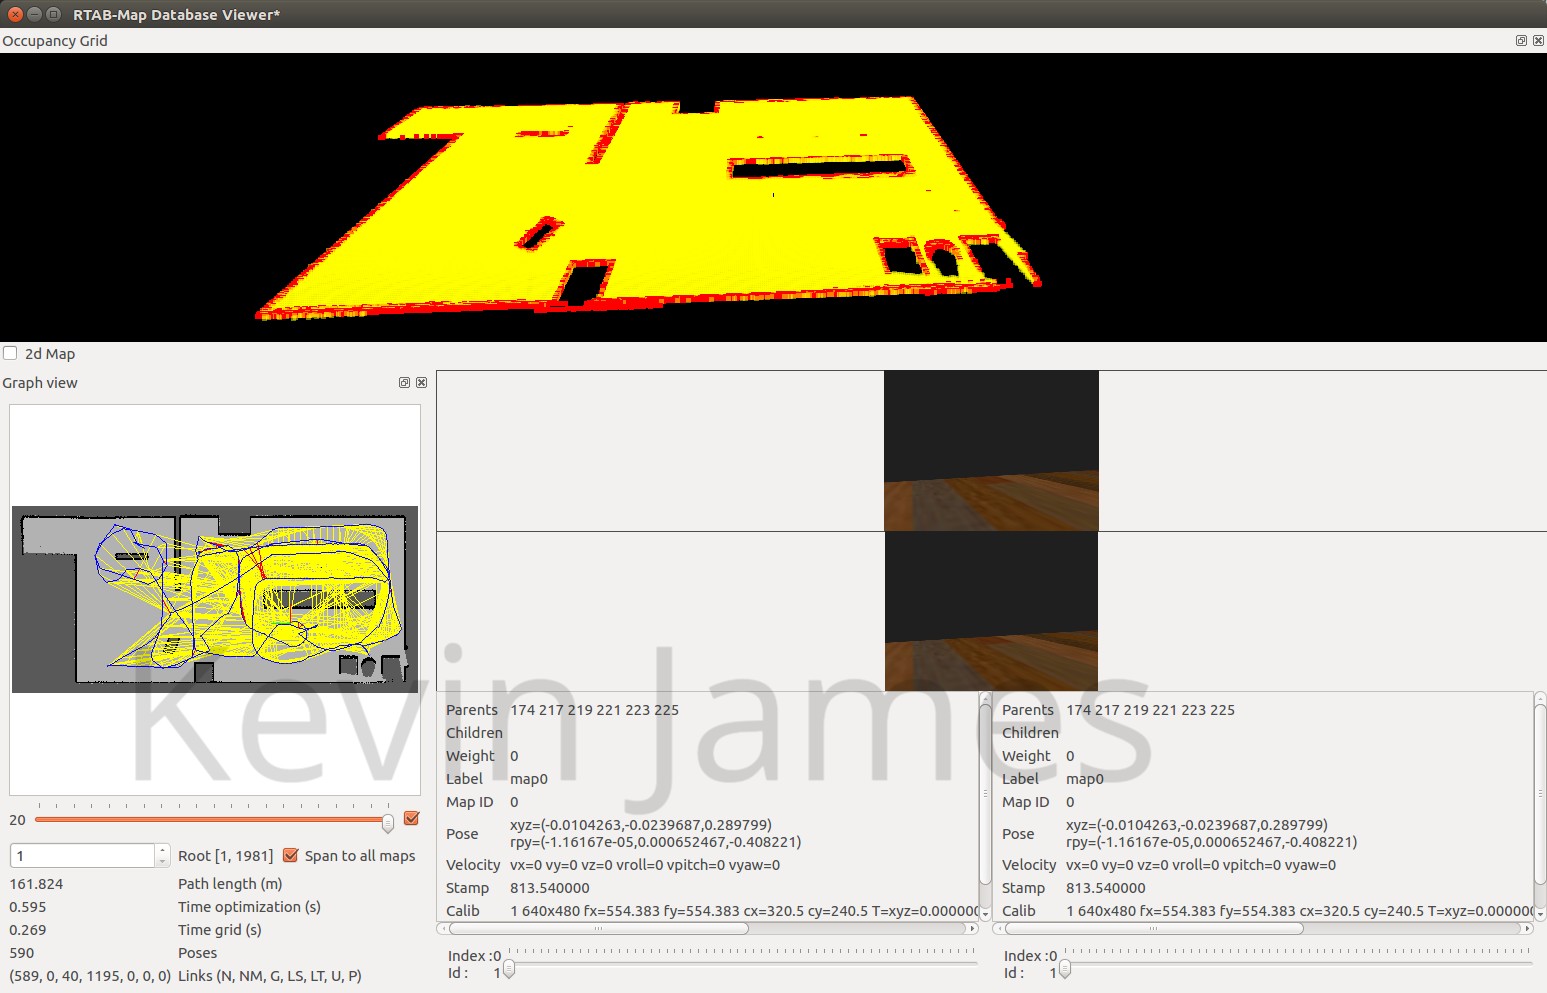 RTAB-Map Database Viewer*
Occupancy Grid
2d Map
Graph view
20
1 Root [1, 1981] Span to all maps
161.824 Path length (m)
0.595 Time optimization (s)
0.269 Time grid (s)
590 Poses
(589, 0, 40, 1195, 0, 0, 0) Links (N, NM, G, LS, LT, U, P)
Kevin James
Parents 174 217 219 221 223 225
Children
Weight 0
Label map0
Map ID 0
Pose xyz=(-0.0104263,-0.0239687,0.289799)
rpy=(-1.16167e-05,0.000652467,-0.408221)
Velocity vx=0 vy=0 vz=0 vroll=0 vpitch=0 vyaw=0
Stamp 813.540000
Calib 1 640x480 fx=554.383 fy=554.383 cx=320.5 cy=240.5 T=xyz=0.00000
Index :0
Id : 1
Parents 174 217 219 221 223 225
Children
Weight 0
Label map0
Map ID 0
Pose xyz=(-0.0104263,-0.0239687,0.289799)
rpy=(-1.16167e-05,0.000652467,-0.408221)
Velocity vx=0 vy=0 vz=0 vroll=0 vpitch=0 vyaw=0
Stamp 813.540000
Calib 1 640x480 fx=554.383 fy=554.383 cx=320.5 cy=240.5 T=xyz=0.00000
Index :0
Id : 1